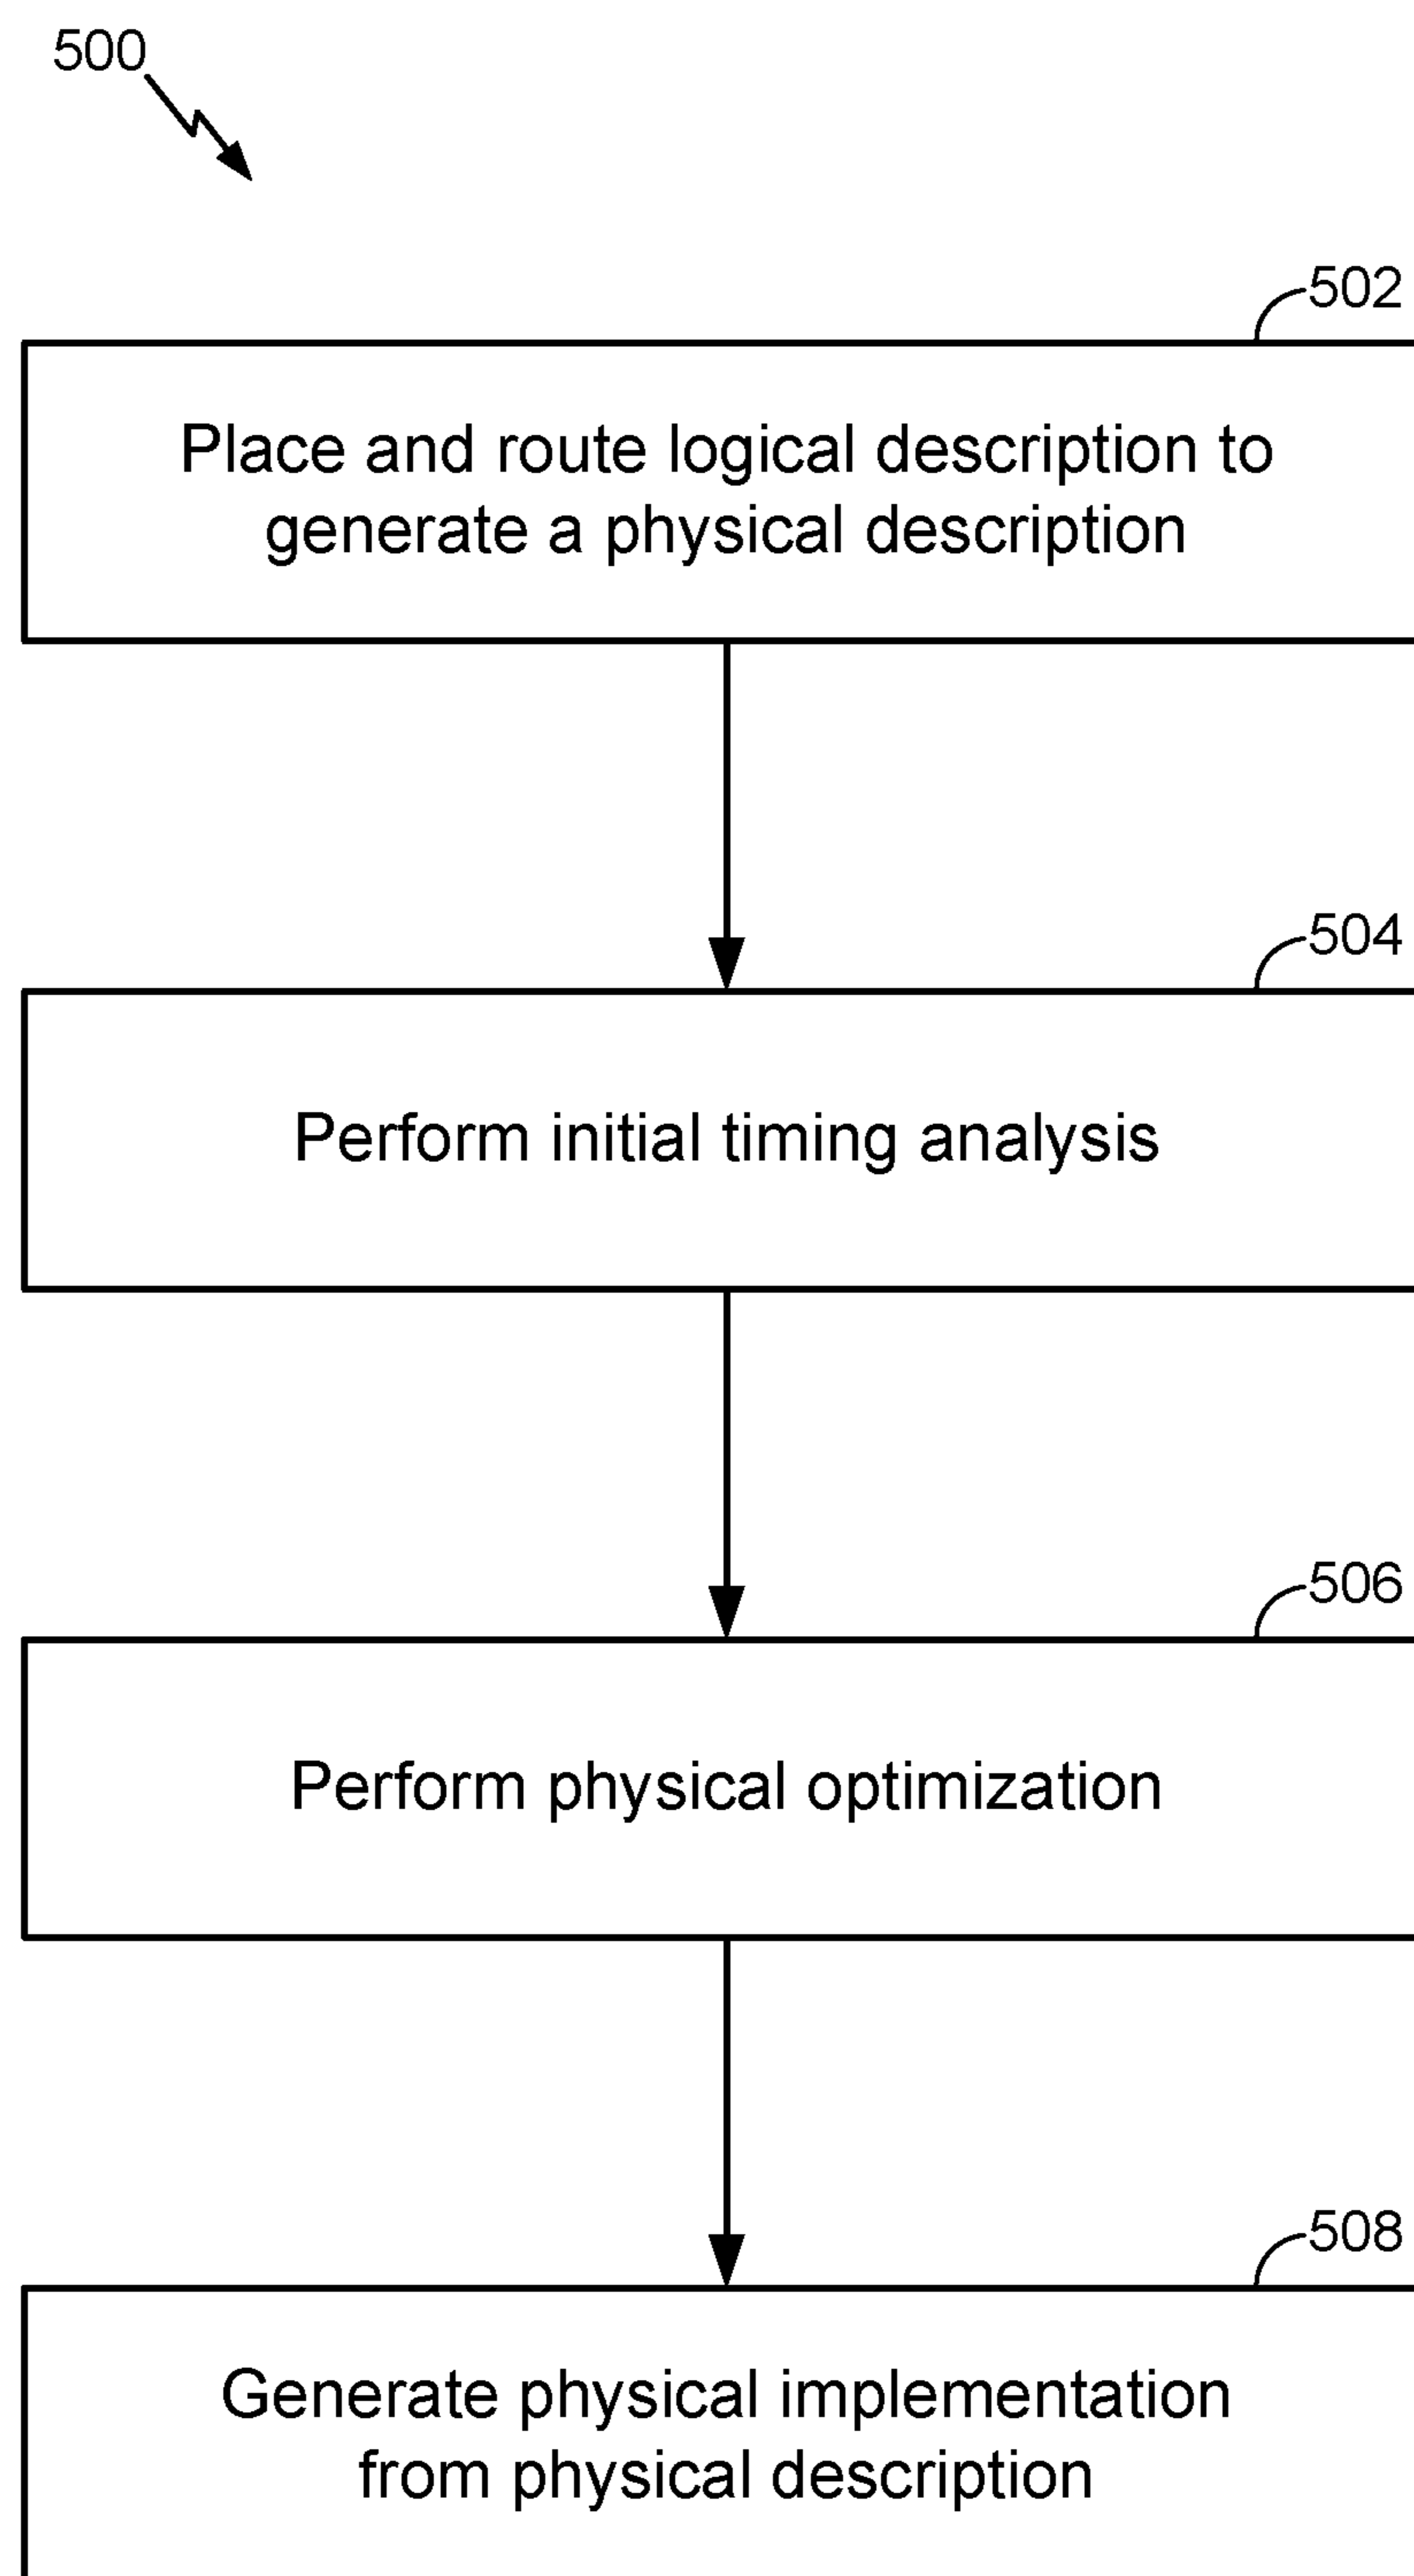 500
502
Place and route logical description to
generate a physical description
504
Perform initial timing analysis
506
Perform physical optimization
508
Generate physical implementation
from physical description